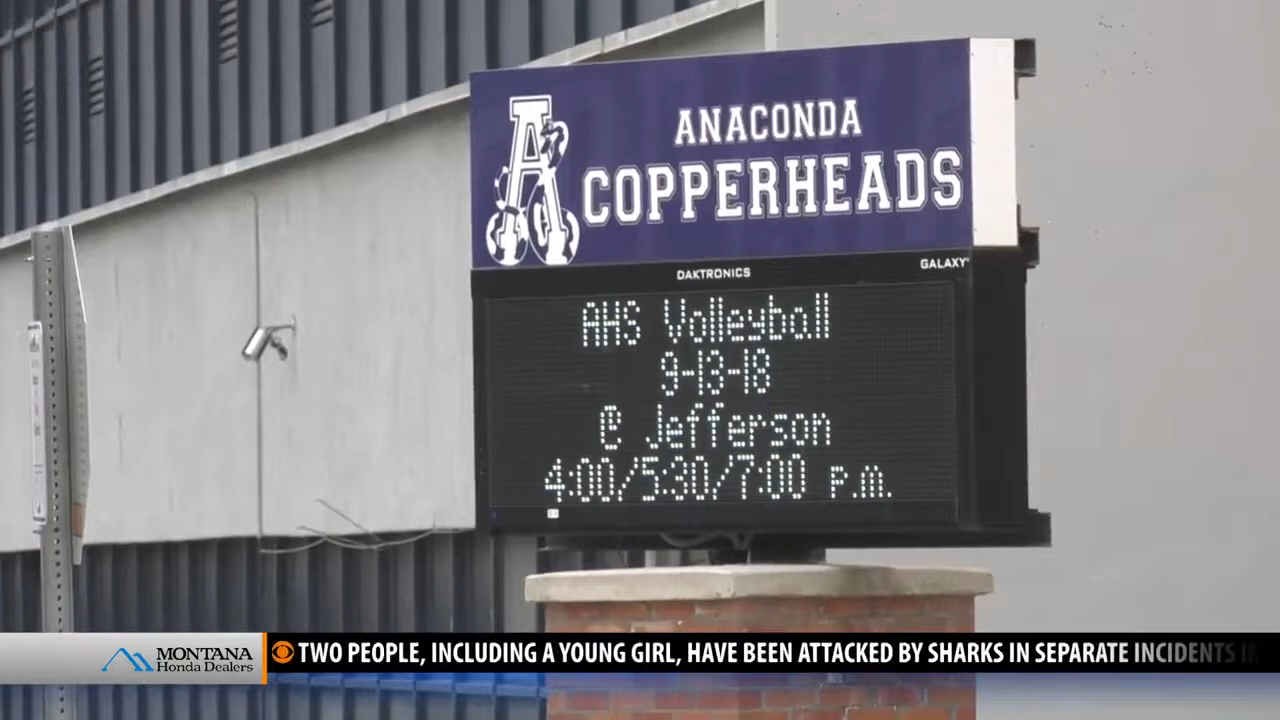 A
ANACONDA
COPPERHEADS
DAKTRONICS
GALAXY
AHS Volleyball
9-13-18
@ Jefferson
4:00/5:30/7:00 P.M.
MONTANA
Honda Dealers
TWO PEOPLE, INCLUDING A YOUNG GIRL, HAVE BEEN ATTACKED BY SHARKS IN SEPARATE INCIDENTS